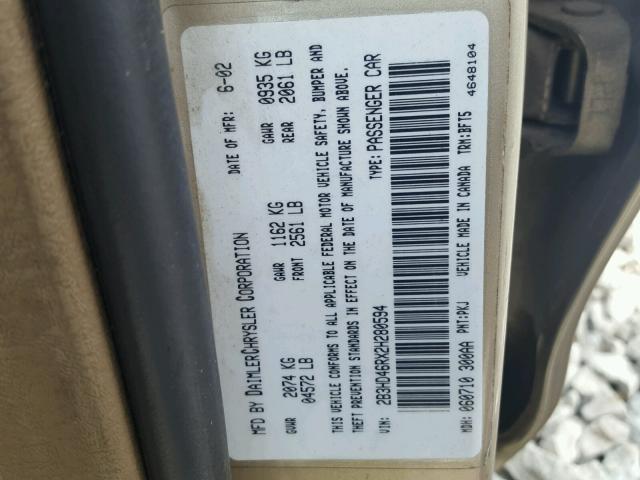 MFD BY DAIMLERCHRYSLER CORPORATION DATE OF MFR: 6-02
GVWR 2074 KG GAWR 1162 KG GAWR 0935 KG
04572 LB FRONT 2561 LB REAR 2061 LB
THIS VEHICLE CONFORMS TO ALL APPLICABLE FEDERAL MOTOR VEHICLE SAFETY, BUMPER AND
THEFT PREVENTION STANDARDS IN EFFECT ON THE DATE OF MANUFACTURE SHOWN ABOVE.
VIN: 2B3HD46RX2H280594 TYPE: PASSENGER CAR
MDH: 060710 300AA PNT:PKJ VEHICLE MADE IN CANADA TRM:BFT5
4648104